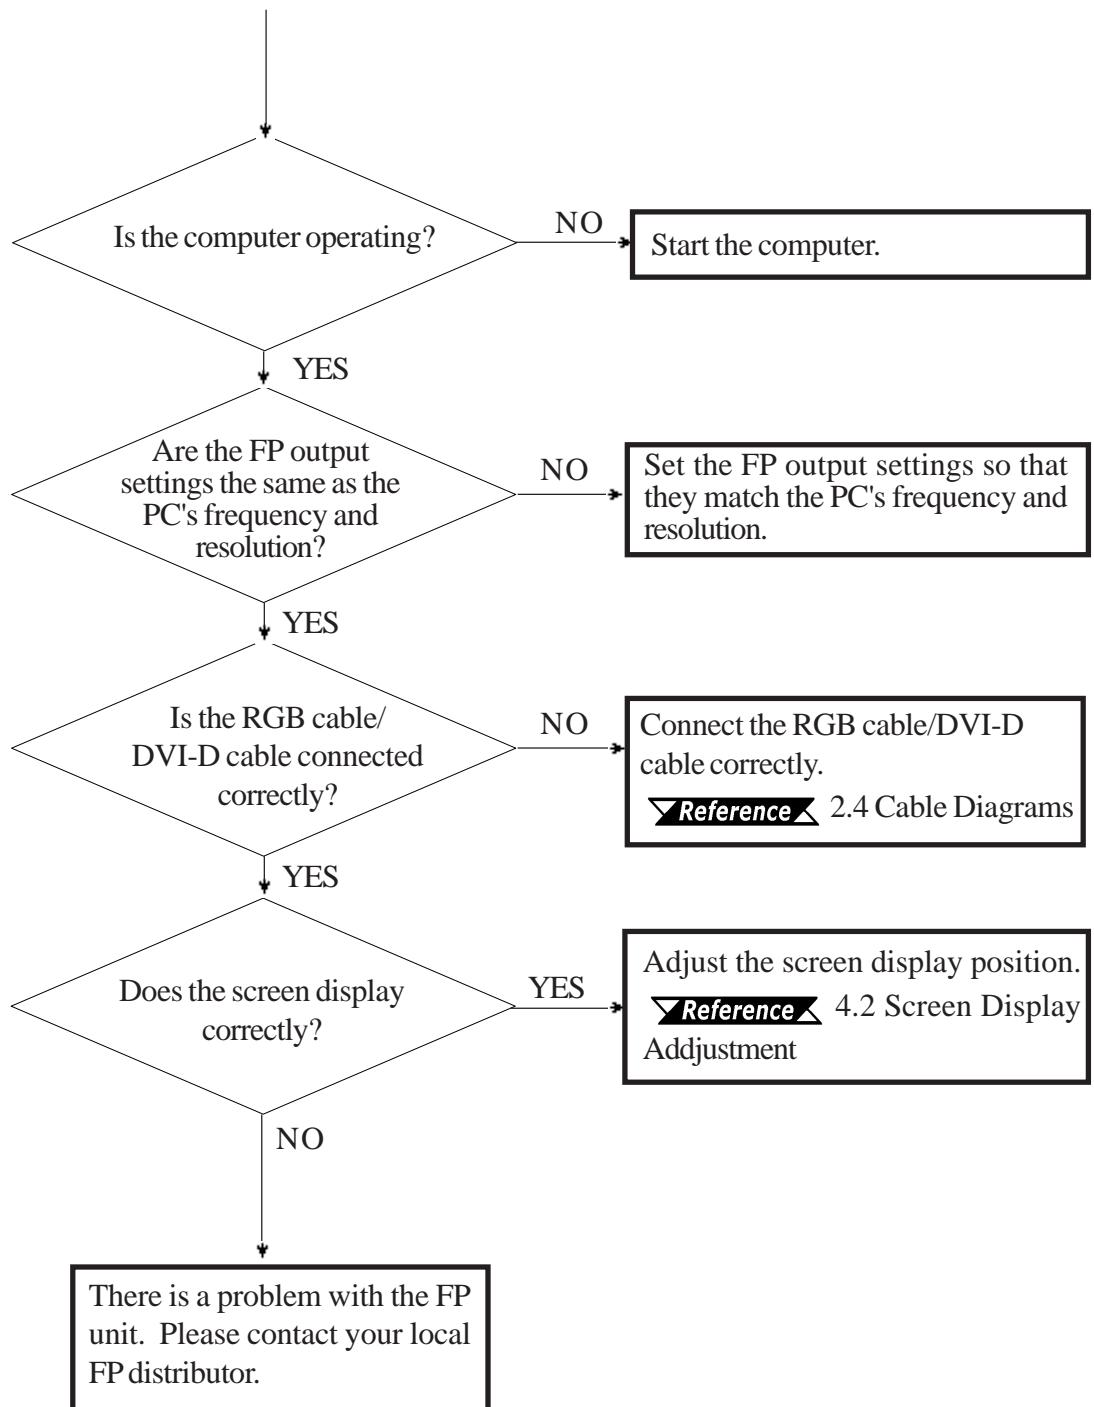 Is the computer operating?
NO
Start the computer.
YES
Are the FP output
settings the same as the
PC's frequency and
resolution?
NO
Set the FP output settings so that
they match the PC's frequency and
resolution.
YES
Is the RGB cable/
DVI-D cable connected
correctly?
NO
Connect the RGB cable/DVI-D
cable correctly.
Reference 2.4 Cable Diagrams
YES
Does the screen display
correctly?
YES
Adjust the screen display position.
Reference 4.2 Screen Display
Addjustment
NO
There is a problem with the FP
unit. Please contact your local
FP distributor.